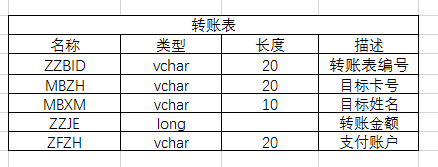 转账表
名称 类型 长度 描述
ZZBID vchar 20 转账表编号
MBZH vchar 20 目标卡号
MBXM vchar 10 目标姓名
ZZJE long 转账金额
ZFZH vchar 20 支付账户